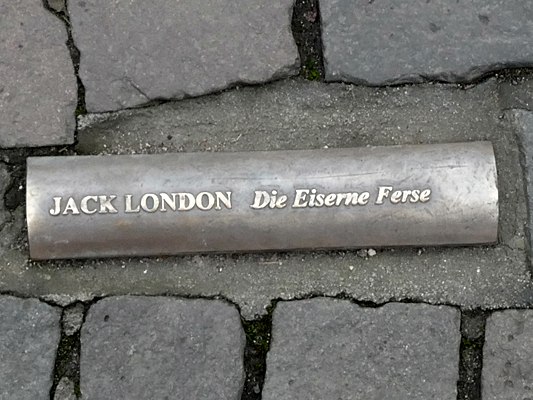 JACK LONDON Die Eiserne Ferse